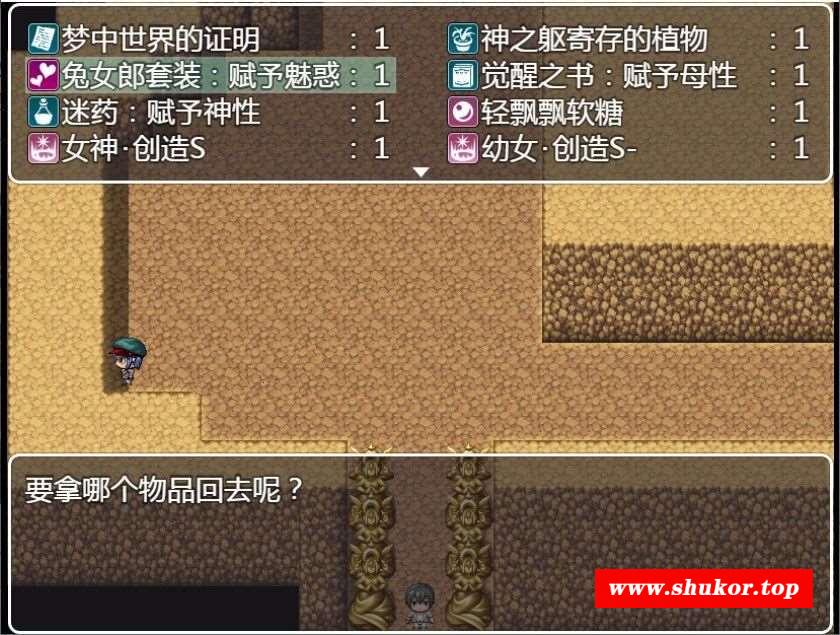 梦中世界的证明 : 1 神之躯寄存的植物 : 1
兔女郎套装：赋予魅惑 : 1 觉醒之书：赋予母性 : 1
迷药：赋予神性 : 1 轻飘飘软糖 : 1
女神·创造S : 1 幼女·创造S- : 1
要拿哪个物品回去呢？
www.shukor.top